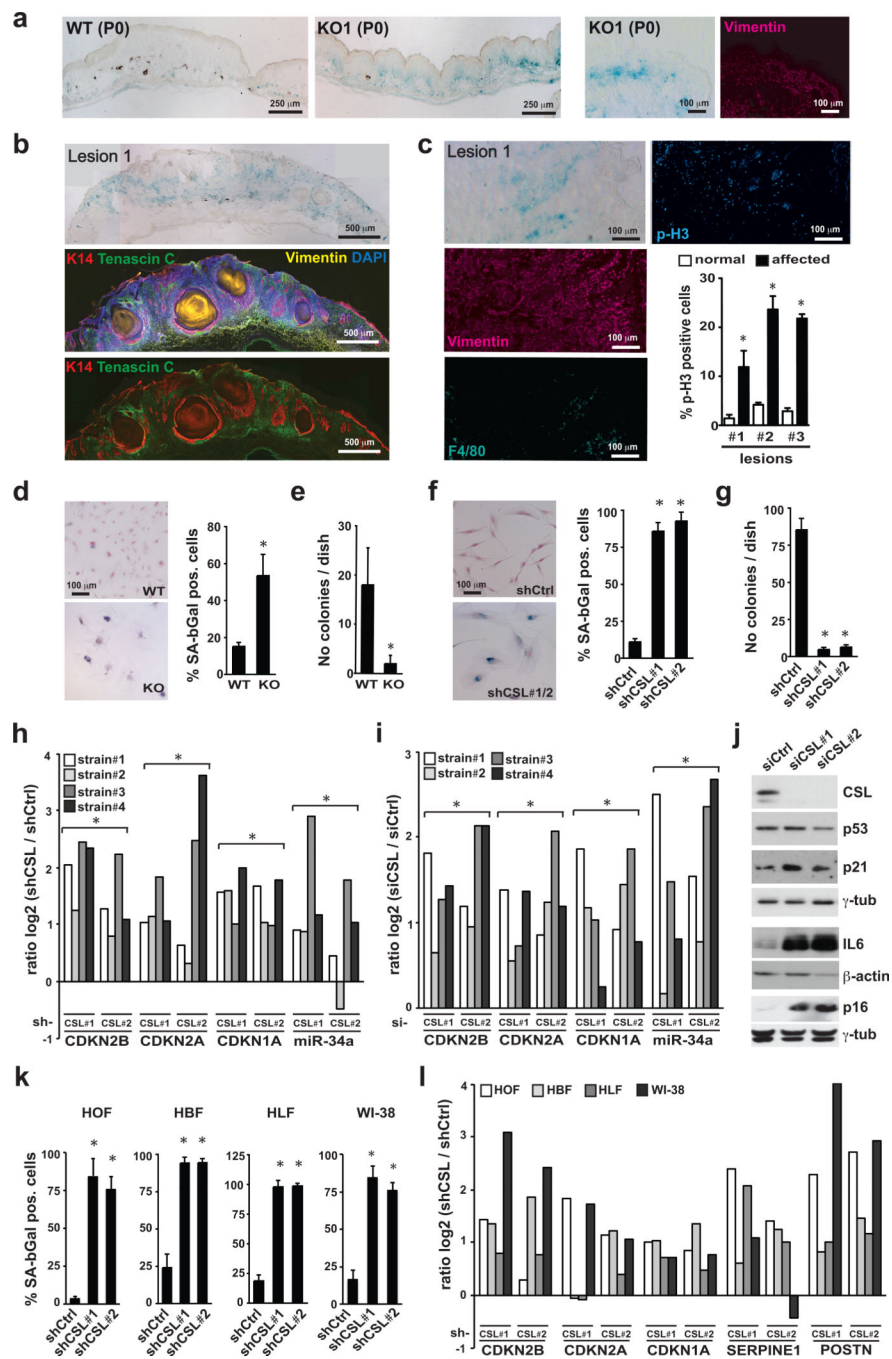 a
WT (P0)
250 µm
KO1 (P0)
250 µm
KO1 (P0)
100 µm
Vimentin
100 µm
b
Lesion 1
500 µm
K14 Tenascin C Vimentin DAPI
500 µm
K14 Tenascin C
500 µm
c
Lesion 1
100 µm
p-H3
100 µm
Vimentin
100 µm
F4/80
100 µm
normal affected
% p-H3 positive cells
30
20
10
0
* * *
#1 #2 #3
lesions
d
100 µm
WT
KO
% SA-bGal pos. cells
80
60
40
20
0
*
WT KO
e
No colonies / dish
30
20
10
0
*
WT KO
f
100 µm
shCtrl
shCSL#1/2
% SA-bGal pos. cells
100
75
50
25
0
* *
shCtrl
shCSL#1
shCSL#2
g
No colonies / dish
100
75
50
25
0
* *
shCtrl
shCSL#1
shCSL#2
h
ratio log2 (shCSL / shCtrl)
4
2
1
0
-1
strain#1
strain#2
strain#3
strain#4
* * * *
sh- CSL#1 CSL#2 CSL#1 CSL#2 CSL#1 CSL#2 CSL#1 CSL#2
CDKN2B CDKN2A CDKN1A miR-34a
i
ratio log2 (siCSL / siCtrl)
3
2
1
0
strain#1 strain#3
strain#2 strain#4
* * * *
si- CSL#1 CSL#2 CSL#1 CSL#2 CSL#1 CSL#2 CSL#1 CSL#2
CDKN2B CDKN2A CDKN1A miR-34a
j
siCtrl
siCSL#1
siCSL#2
CSL
p53
p21
γ-tub
IL6
β-actin
p16
γ-tub
k
HOF HBF HLF WI-38
% SA-bGal pos. cells
100
75
50
25
0
* *
shCtrl
shCSL#1
shCSL#2
100
75
50
25
0
* *
shCtrl
shCSL#1
shCSL#2
125
100
75
50
25
0
* *
shCtrl
shCSL#1
shCSL#2
100
75
50
25
0
* *
shCtrl
shCSL#1
shCSL#2
l
ratio log2 (shCSL / shCtrl)
4
2
1
0
-1
HOF HBF HLF WI-38
sh- CSL#1 CSL#2 CSL#1 CSL#2 CSL#1 CSL#2 CSL#1 CSL#2 CSL#1 CSL#2
CDKN2B CDKN2A CDKN1A SERPINE1 POSTN